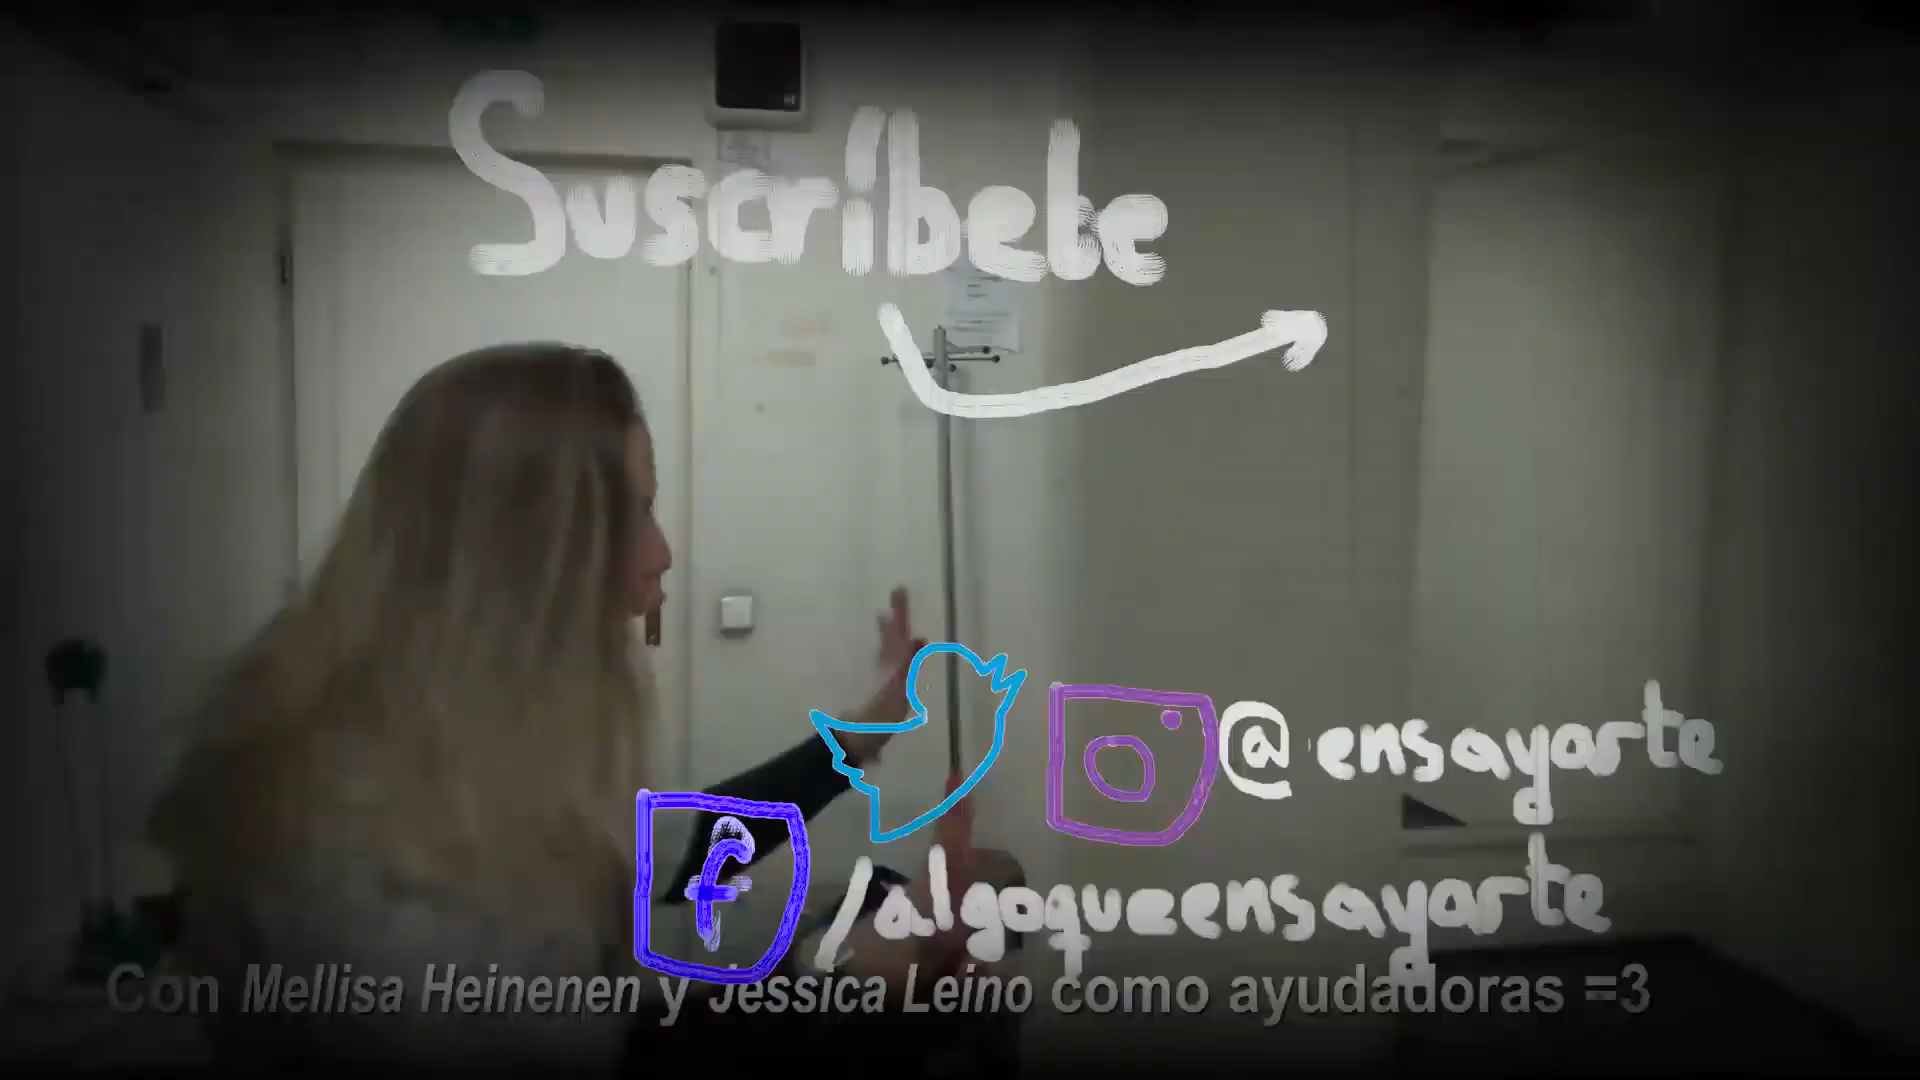 Suscríbete
@ensayarte
/algoqueensayarte
Con Mellisa Heinenen y Jessica Leino como ayudadoras =3